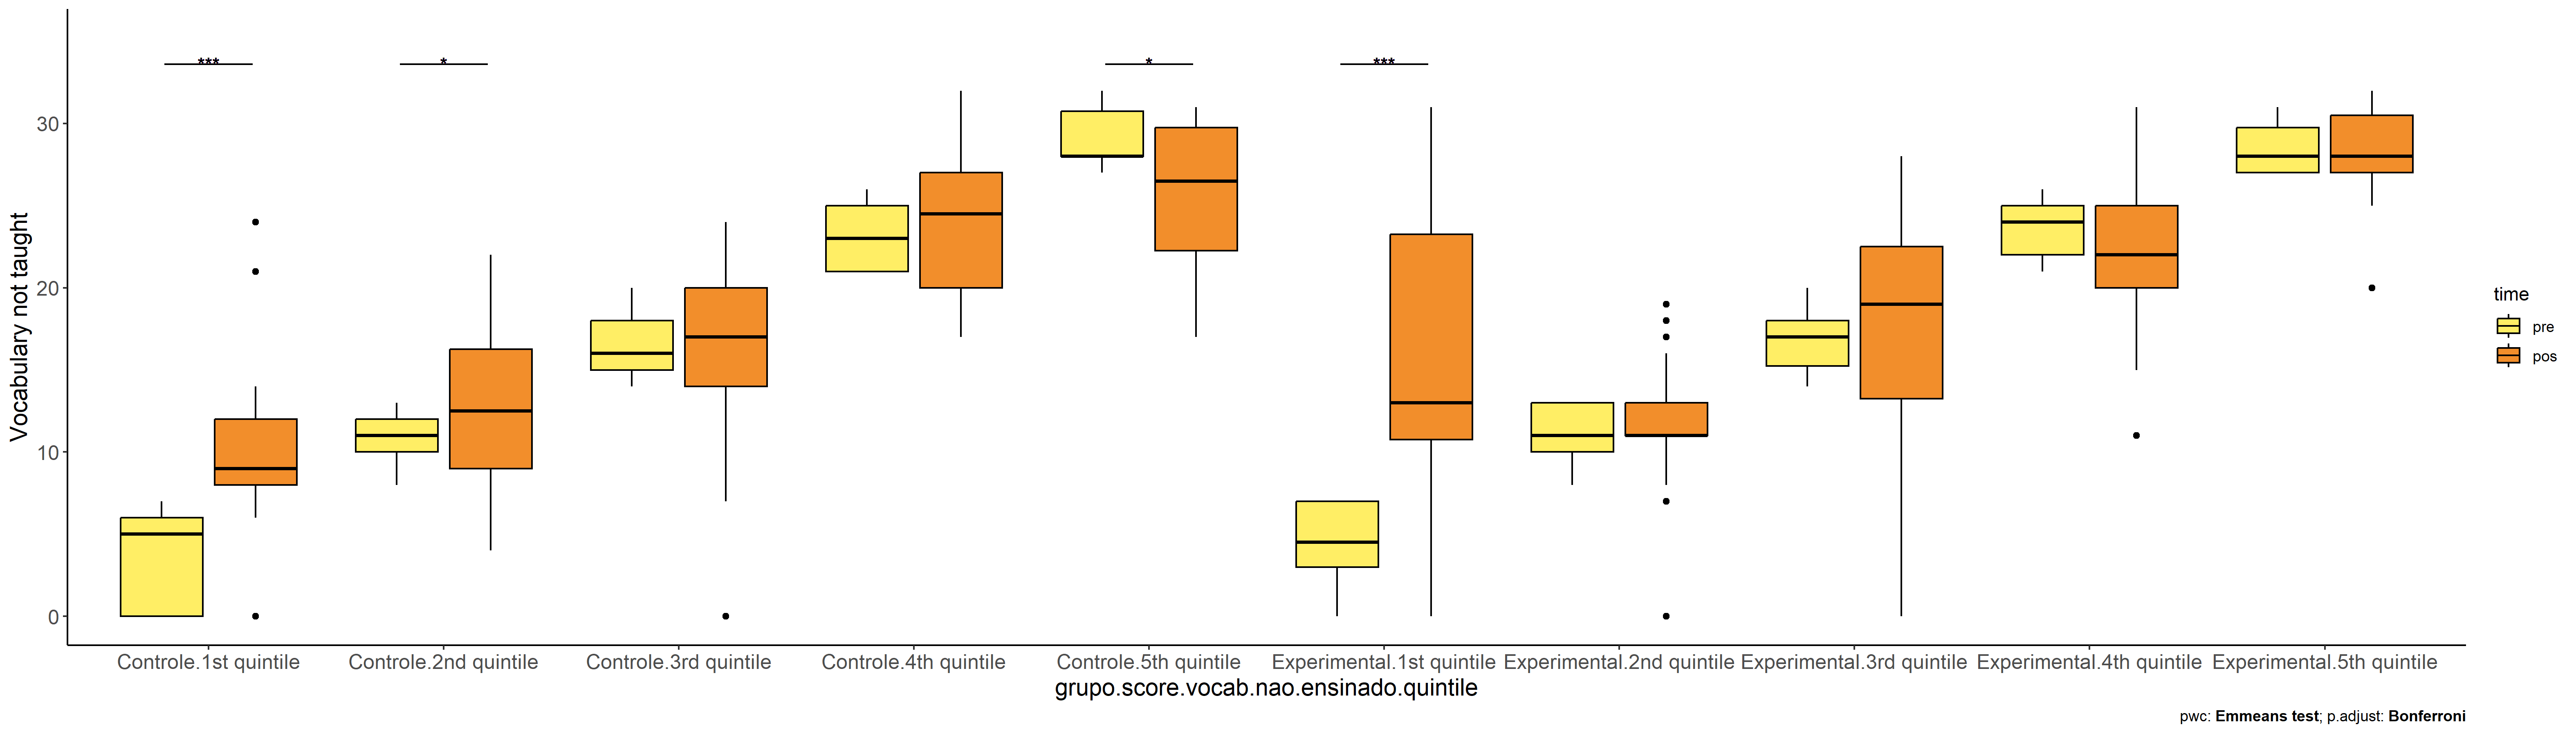 *** * * ***
Vocabulary not taught
30
20
10
0
time
pre
pos
Controle.1st quintile Controle.2nd quintile Controle.3rd quintile Controle.4th quintile Controle.5th quintile Experimental.1st quintile Experimental.2nd quintile Experimental.3rd quintile Experimental.4th quintile Experimental.5th quintile
grupo.score.vocab.nao.ensinado.quintile
pwc: Emmeans test; p.adjust: Bonferroni